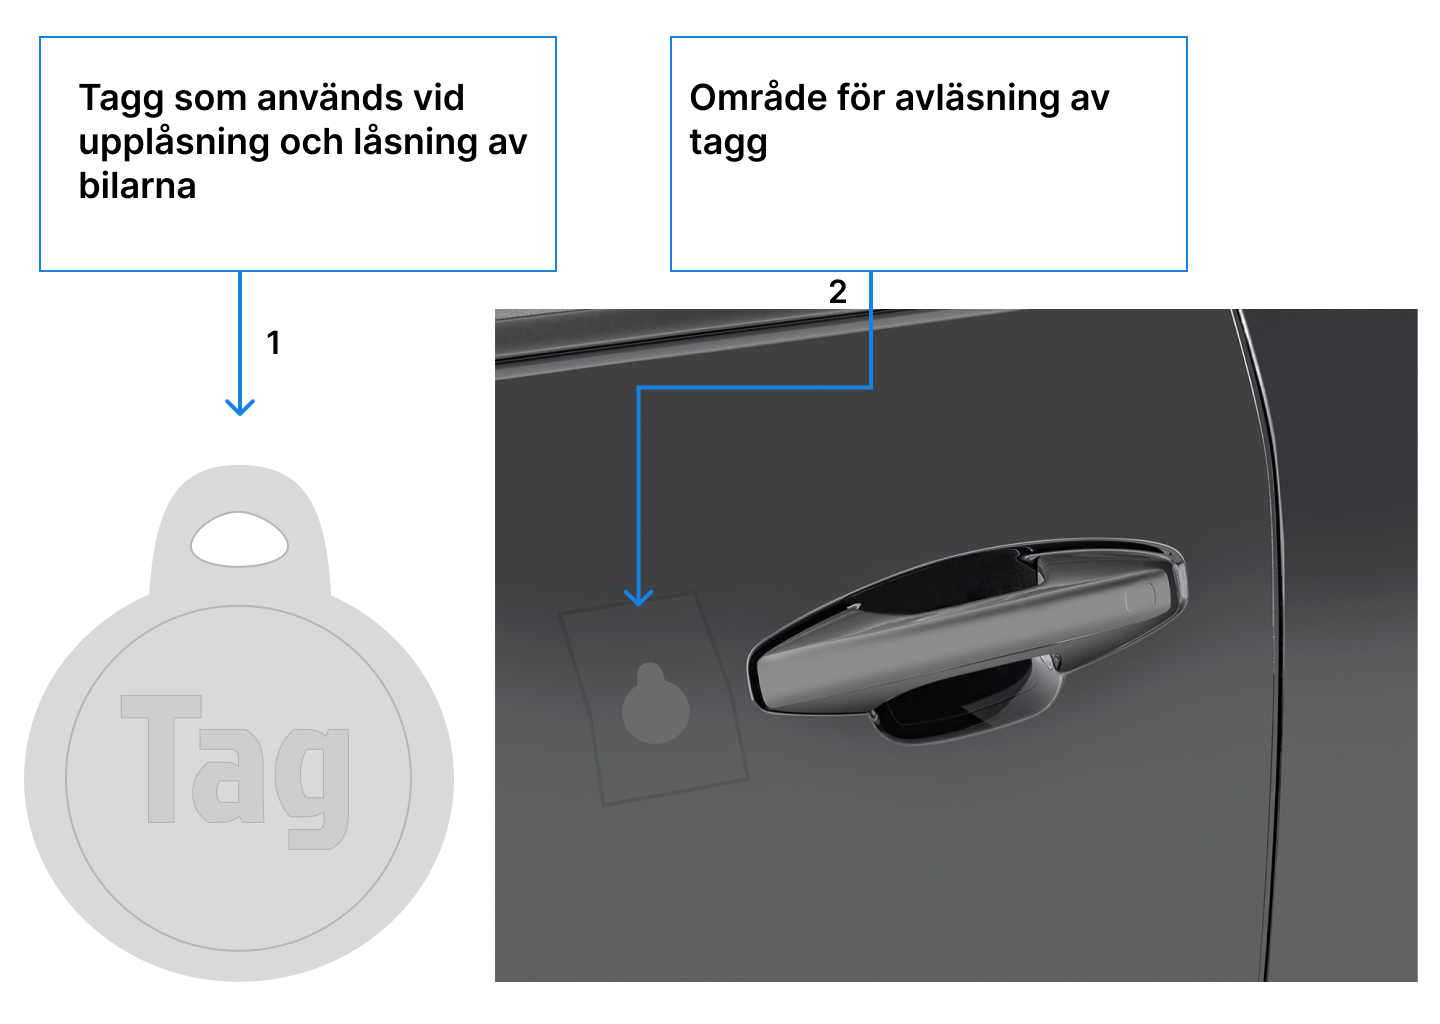 Tagg som används vid
upplåsning och låsning av
bilarna
Område för avläsning av
tagg
1
2
Tag